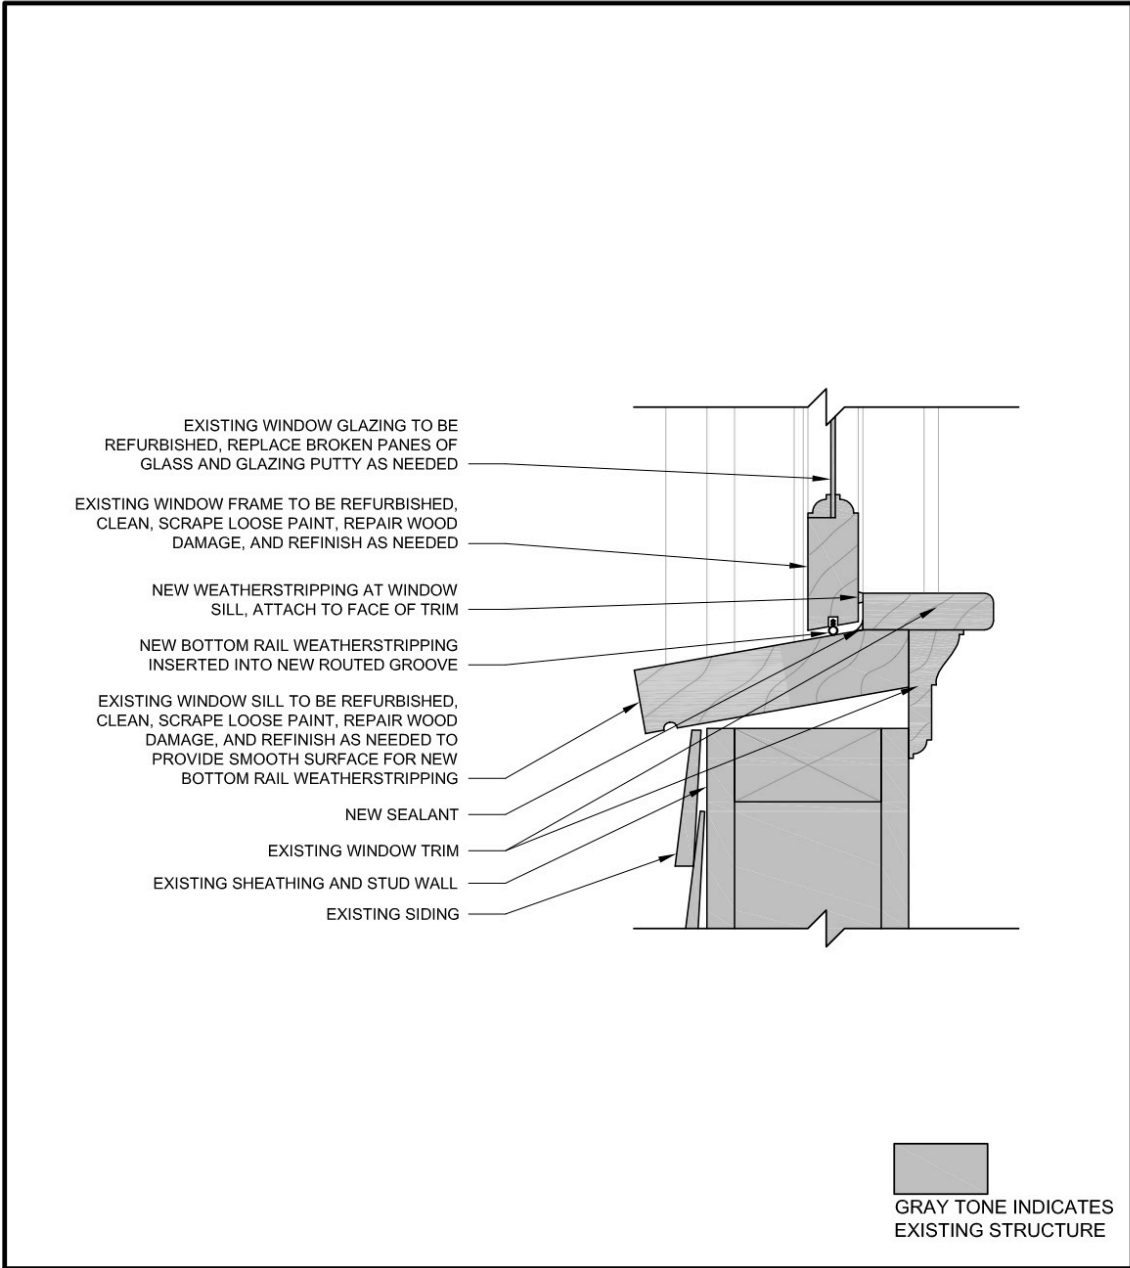 EXISTING WINDOW GLAZING TO BE
REFURBISHED, REPLACE BROKEN PANES OF
GLASS AND GLAZING PUTTY AS NEEDED
EXISTING WINDOW FRAME TO BE REFURBISHED,
CLEAN, SCRAPE LOOSE PAINT, REPAIR WOOD
DAMAGE, AND REFINISH AS NEEDED
NEW WEATHERSTRIPPING AT WINDOW
SILL, ATTACH TO FACE OF TRIM
NEW BOTTOM RAIL WEATHERSTRIPPING
INSERTED INTO NEW ROUTED GROOVE
EXISTING WINDOW SILL TO BE REFURBISHED,
CLEAN, SCRAPE LOOSE PAINT, REPAIR WOOD
DAMAGE, AND REFINISH AS NEEDED TO
PROVIDE SMOOTH SURFACE FOR NEW
BOTTOM RAIL WEATHERSTRIPPING
NEW SEALANT
EXISTING WINDOW TRIM
EXISTING SHEATHING AND STUD WALL
EXISTING SIDING
GRAY TONE INDICATES
EXISTING STRUCTURE